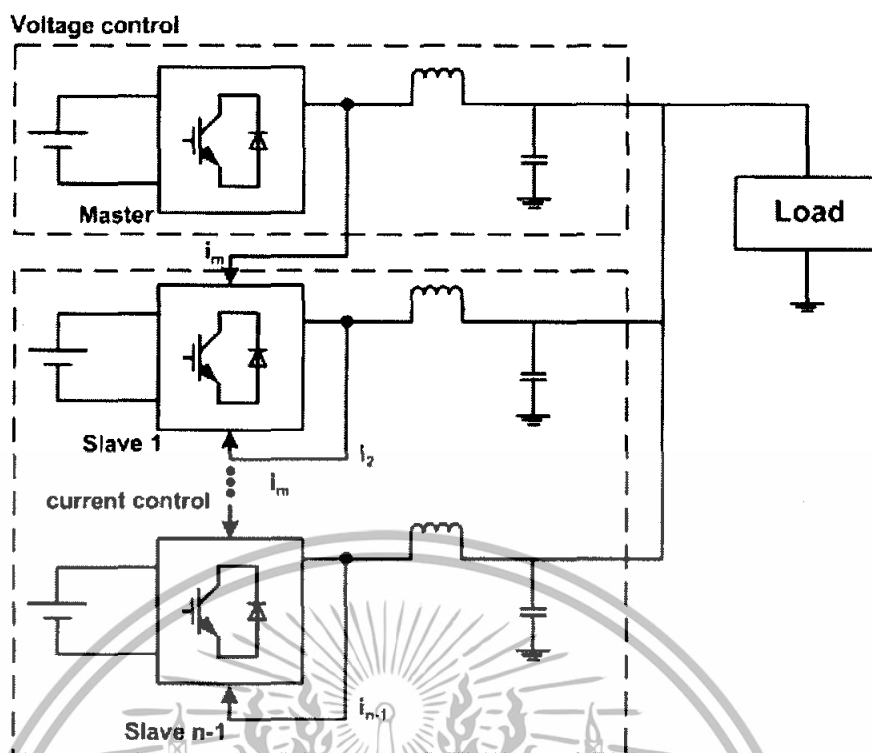 Voltage control
Master
Load
i_m
Slave 1
i_2
i_m
current control
i_n-1
Slave n-1